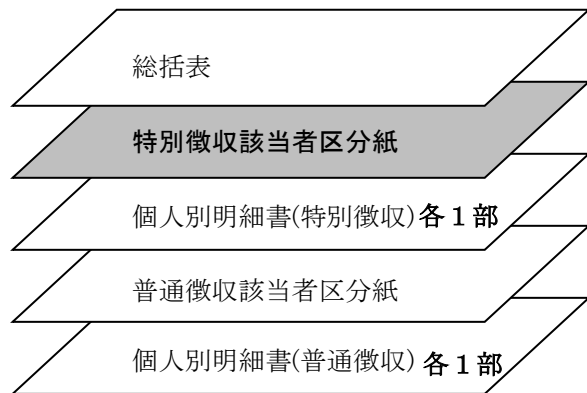 総括表
特別徴収該当者区分紙
個人別明細書(特別徴収)各１部
普通徴収該当者区分紙
個人別明細書(普通徴収)各１部